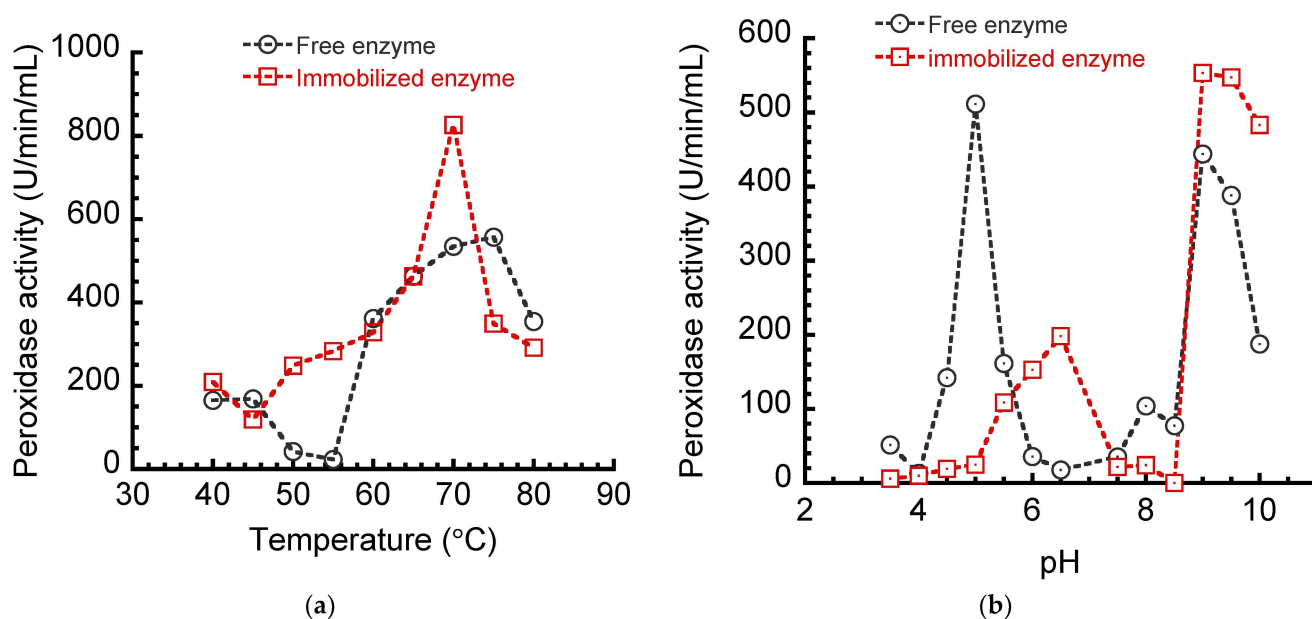 Free enzyme
Immobilized enzyme
Peroxidase activity (U/min/mL)
1000
800
600
400
200
0
30 40 50 60 70 80 90
Temperature (°C)
(a)
Free enzyme
immobilized enzyme
Peroxidase activity (U/min/mL)
600
500
400
300
200
100
0
2 4 6 8 10
pH
(b)